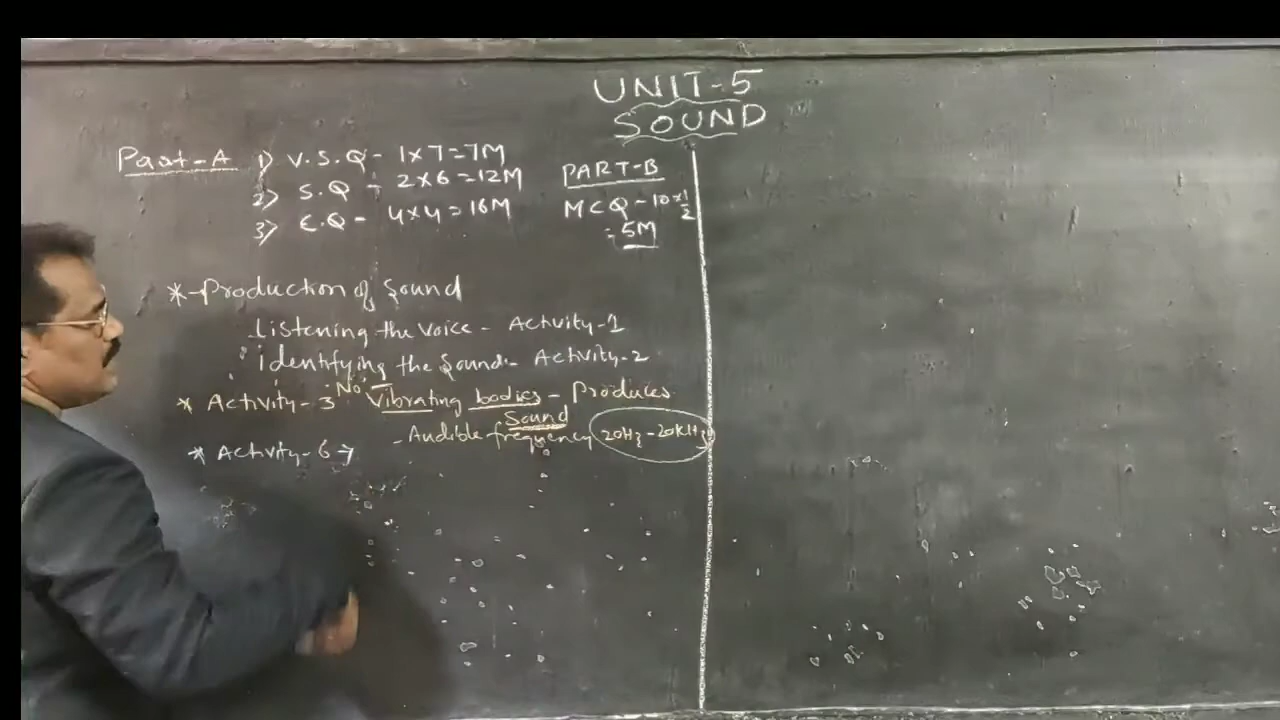 UNIT-5
SOUND
Part-A 1) V.S.Q - 1×7=7M
2) S.Q - 2×6=12M
3) E.Q - 4×4=16M
PART-B
MCQ - 10×1/2
= 5M
* Production of Sound
Listening the Voice - Activity-1
Identifying the Sound - Activity-2
* Activity-3 No, Vibrating bodies - Produces
Sound
- Audible frequency 20Hz-20KHz
* Activity-6 →